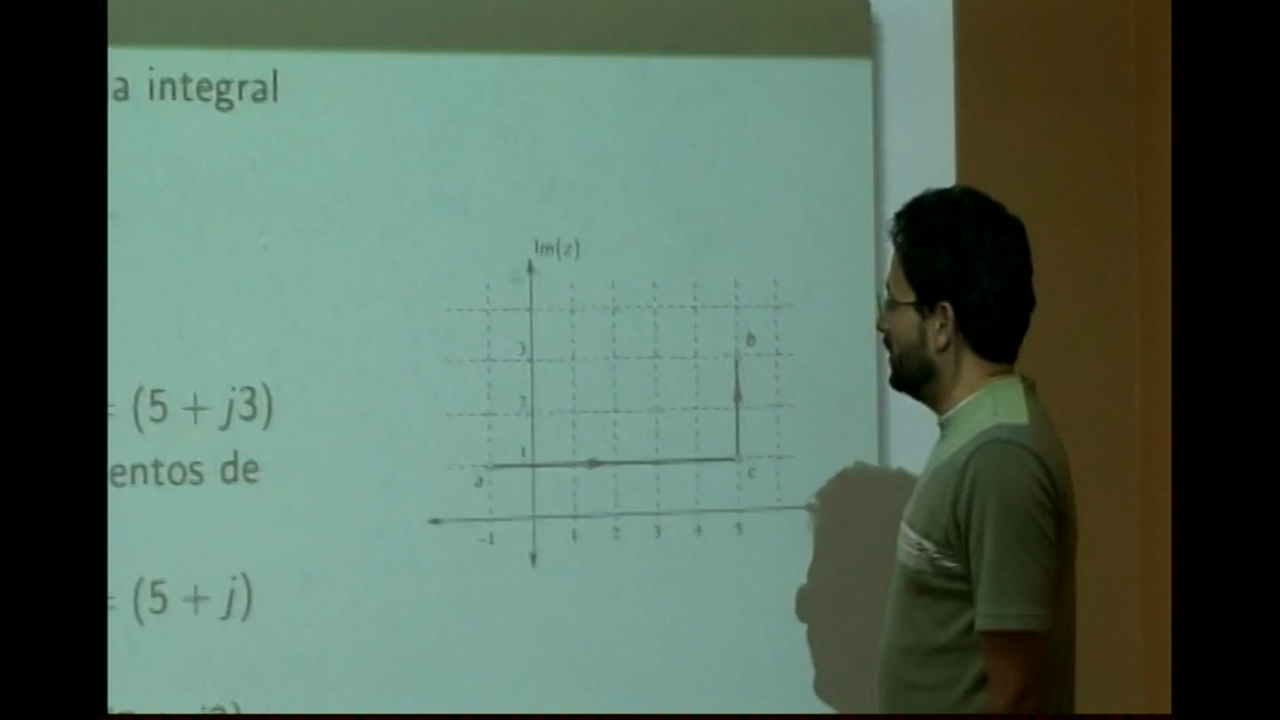 a integral
= (5 + j3)
entos de
= (5 + j)
Im(z)
3
2
1
-1 1 2 3 4 5
a
b
c